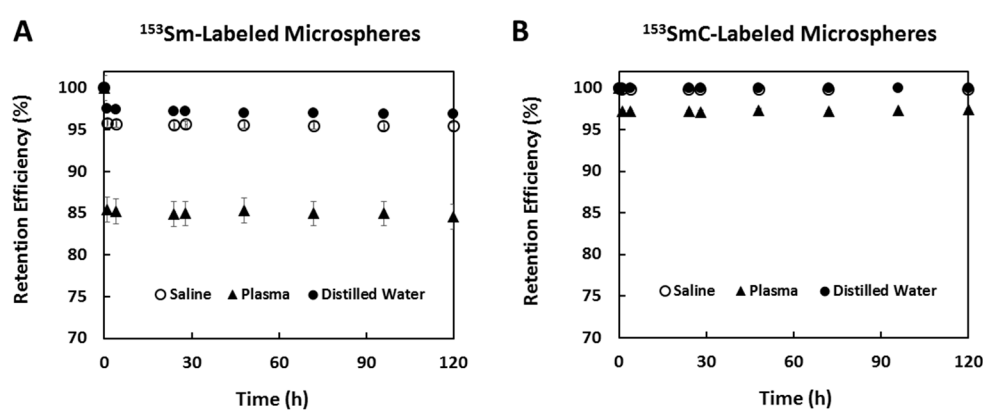 A
¹⁵³Sm-Labeled Microspheres
Retention Efficiency (%)
100
95
90
85
80
75
70
Saline
Plasma
Distilled Water
0
30
60
90
120
Time (h)
B
¹⁵³SmC-Labeled Microspheres
Retention Efficiency (%)
100
95
90
85
80
75
70
Saline
Plasma
Distilled Water
0
30
60
90
120
Time (h)